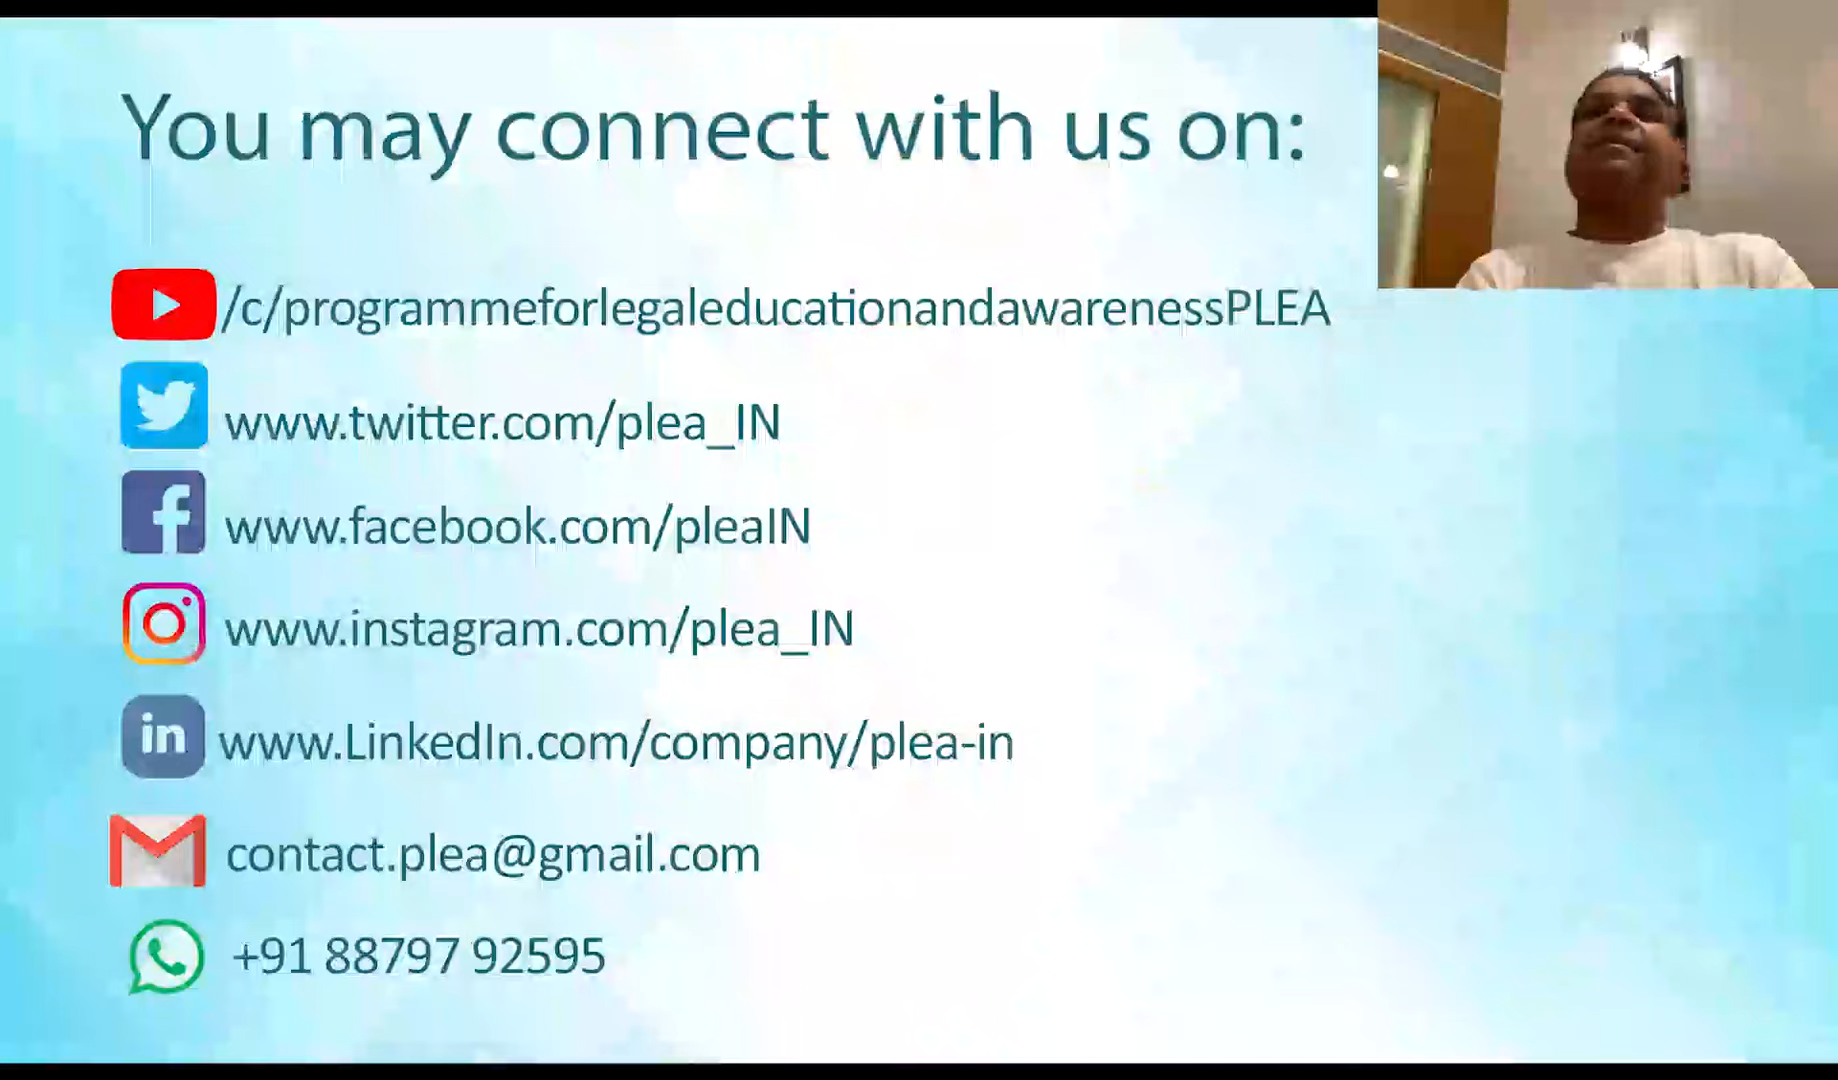 You may connect with us on:
/c/programmeforlegaleducationandawarenessPLEA
www.twitter.com/plea_IN
www.facebook.com/pleaIN
www.instagram.com/plea_IN
in www.LinkedIn.com/company/plea-in
contact.plea@gmail.com
+91 88797 92595